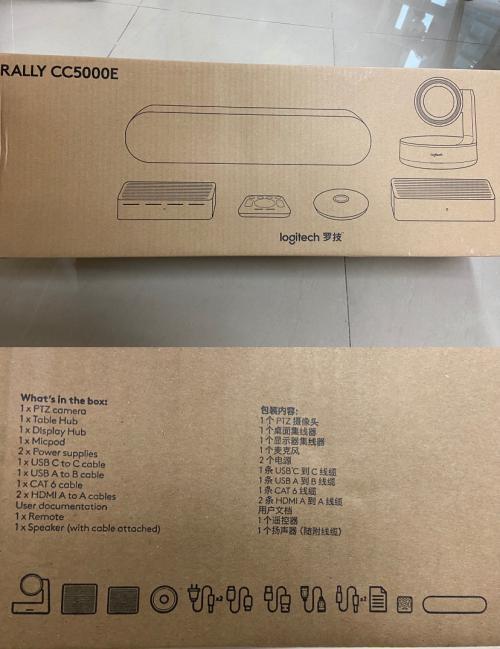 RALLY CC5000E
logitech
logitech 罗技
What's in the box:
1 x PTZ camera
1 x Table Hub
1 x Display Hub
1 x Micpod
2 x Power supplies
1 x USB C to C cable
1 x USB A to B cable
1 x CAT 6 cable
2 x HDMI A to A cables
User documentation
1 x Remote
1 x Speaker (with cable attached)
包装内容:
1个 PTZ 摄像头
1个桌面集线器
1个显示器集线器
1个麦克风
2个电源
1条 USB C 到 C 线缆
1条 USB A 到 B 线缆
1条 CAT 6 线缆
2条 HDMI A 到 A 线缆
用户文档
1个遥控器
1个扬声器 (随附线缆)
x2
x2